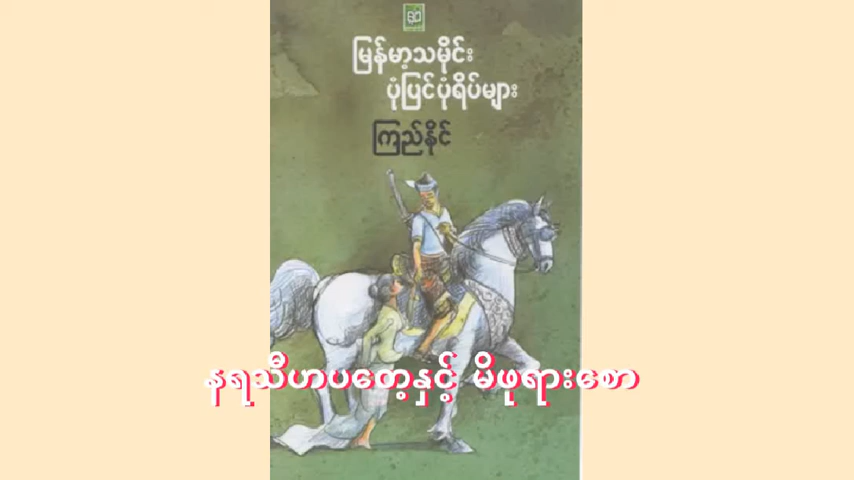 မြန်မာ့သမိုင်း
ပုံပြင်ပုံရိပ်များ
ကြည်နိုင်
နရသီဟပတေ့နှင့် မိဖုရားစော